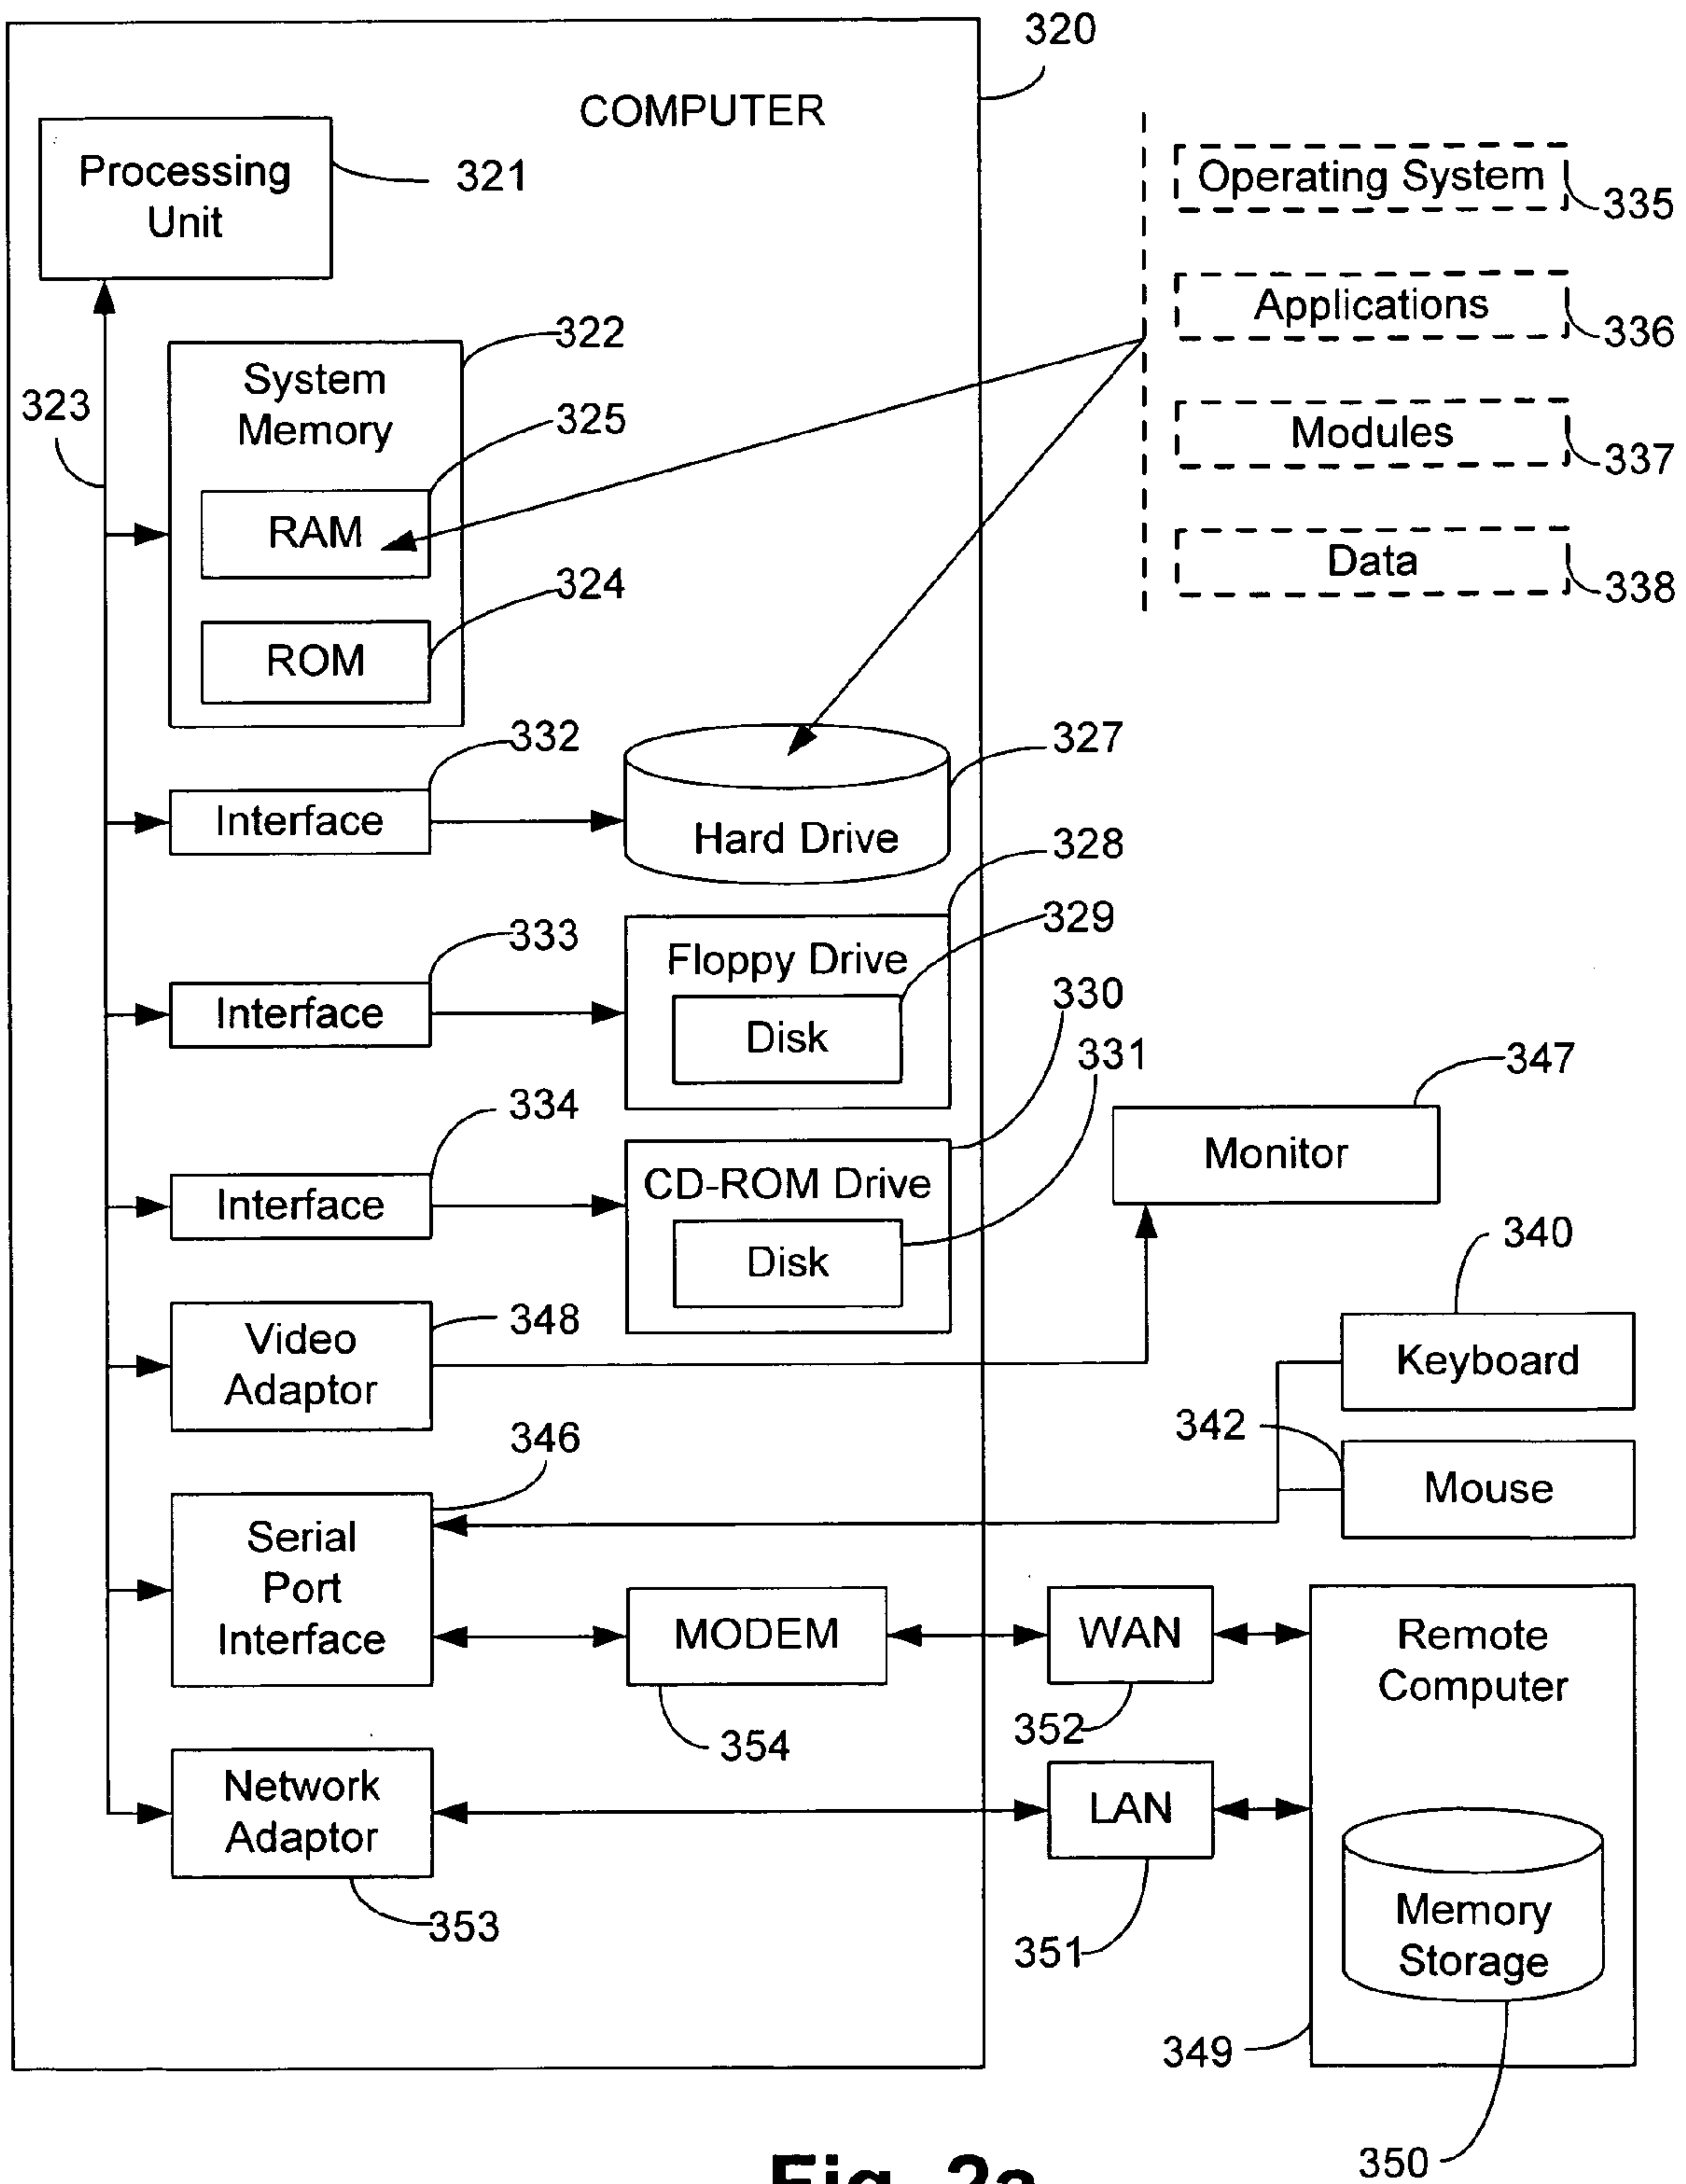 320
COMPUTER
Processing
Unit
321
Operating System
335
Applications
336
Modules
337
Data
338
322
System
Memory
323
325
RAM
324
ROM
332
Interface
327
Hard Drive
328
333
Interface
329
Floppy Drive
Disk
330
331
334
Interface
CD-ROM Drive
Disk
347
Monitor
348
Video
Adaptor
340
Keyboard
342
Mouse
346
Serial
Port
Interface
MODEM
354
WAN
352
Remote
Computer
Network
Adaptor
353
LAN
351
Memory
Storage
349
350
Fig. 2a